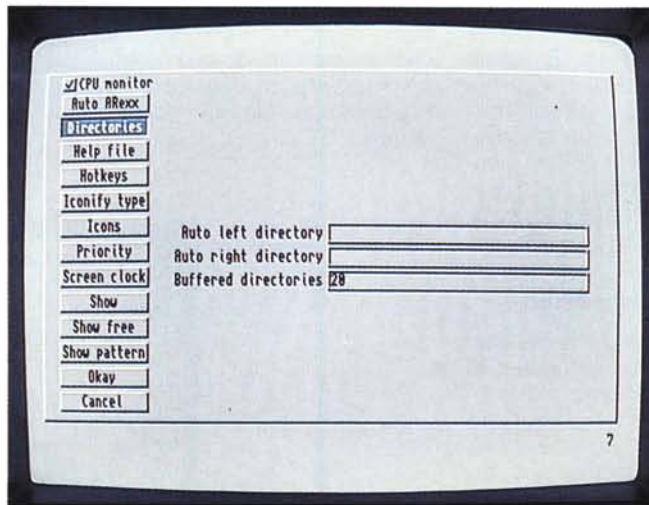 CPU monitor
Auto ARexx
Directories
Help file
Hotkeys
Iconify type
Icons
Priority
Screen clock
Show
Show free
Show pattern
Okay
Cancel
Auto left directory
Auto right directory
Buffered directories 20
7